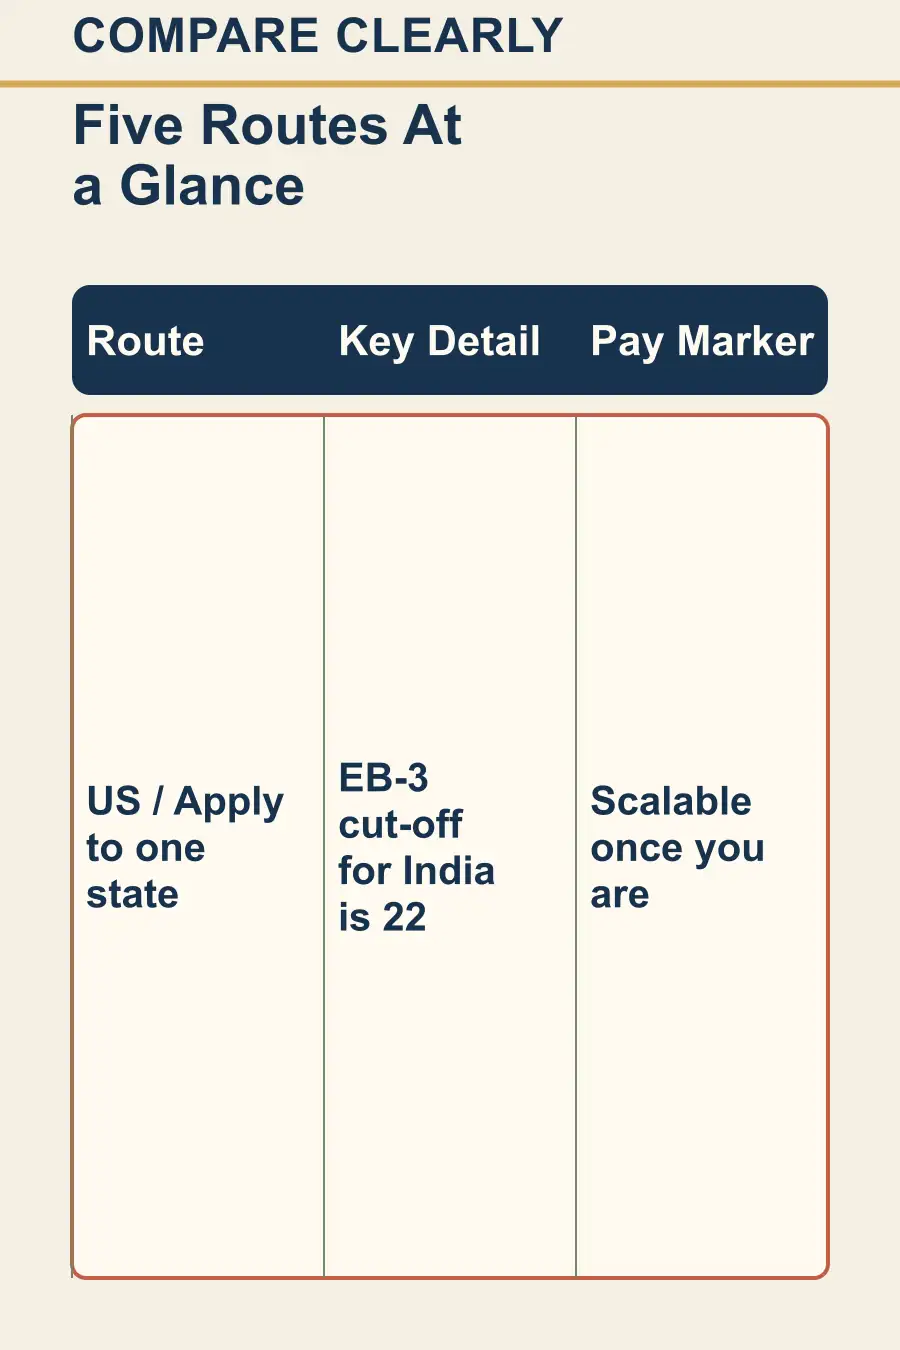 COMPARE CLEARLY
Five Routes At
a Glance
Route Key Detail Pay Marker
US / Apply
to one
state
EB-3
cut-off
for India
is 22
Scalable
once you
are